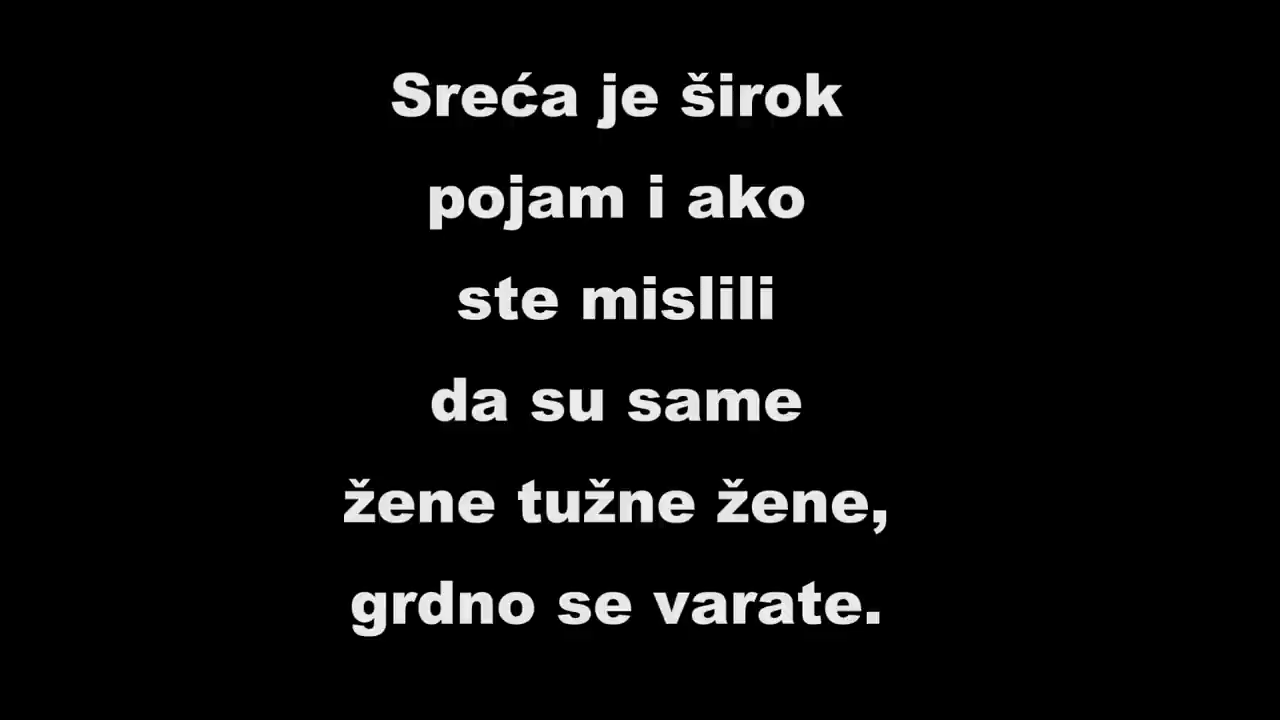 Sreća je širok
pojam i ako
ste mislili
da su same
žene tužne žene,
grdno se varate.